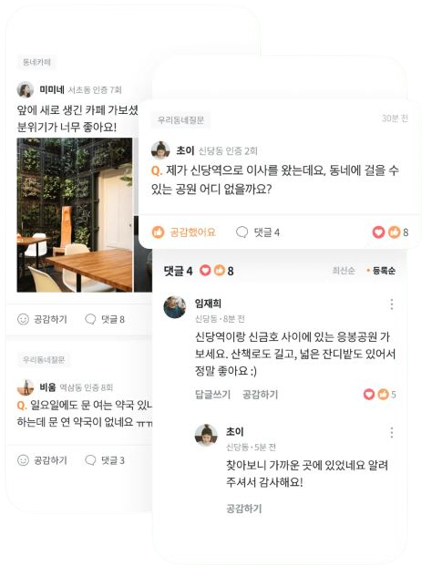 동네카페
미미네 서초동 인증 7회
앞에 새로 생긴 카페 가보셨
분위기가 너무 좋아요!
공감하기 댓글 8
우리동네질문
비움 역삼동 인증 8회
Q. 일요일에도 문 여는 약국 있나
하는데 문 연 약국이 없네요 ㅠㅠ
공감하기 댓글 3
우리동네질문 30분 전
초이 신당동 인증 2회
Q. 제가 신당역으로 이사를 왔는데요, 동네에 걸을 수
있는 공원 어디 없을까요?
공감했어요 댓글 4 8
댓글 4 8 최신순 • 등록순
임재희
신당동 · 8분 전
신당역이랑 신금호 사이에 있는 응봉공원 가
보세요. 산책로도 길고, 넓은 잔디밭도 있어서
정말 좋아요 :)
답글쓰기 공감하기 5
초이
신당동 · 5분 전
찾아보니 가까운 곳에 있었네요 알려
주셔서 감사해요!
공감하기